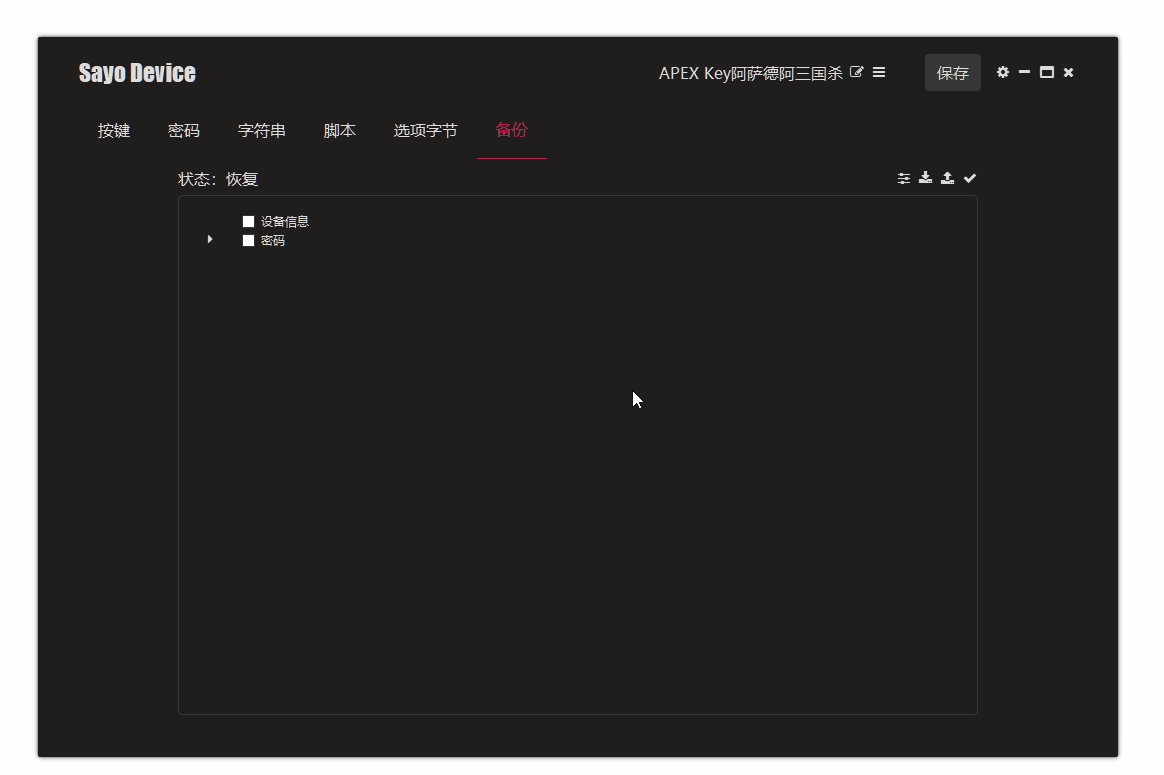 Sayo Device
APEX Key阿萨德阿三国杀
保存
按键 密码 字符串 脚本 选项字节 备份
状态：恢复
设备信息
密码